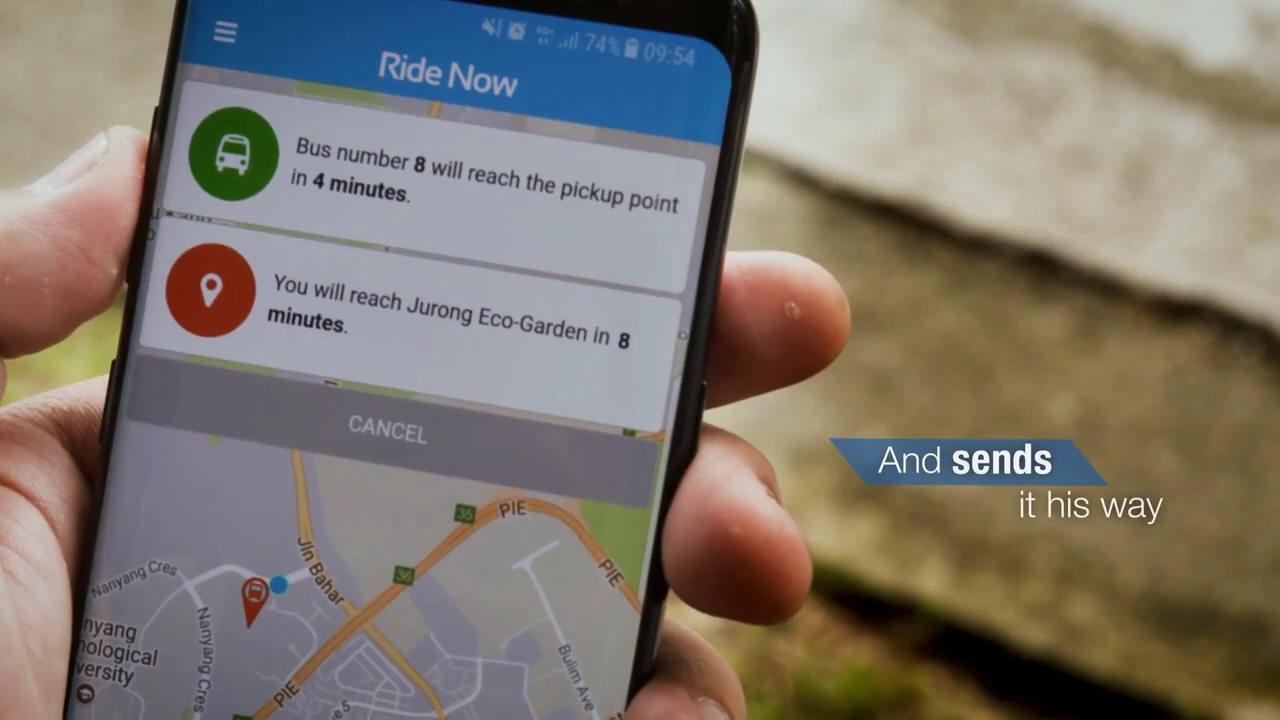 74% 09:54
Ride Now
Bus number 8 will reach the pickup point
in 4 minutes.
You will reach Jurong Eco-Garden in 8
minutes.
CANCEL
And sends
it his way
35
PIE
PIE
36
Jln Bahar
Nanyang Cres
Nanyang Cres
nyang
nological
versity
Bulim Ave
PIE
e 5